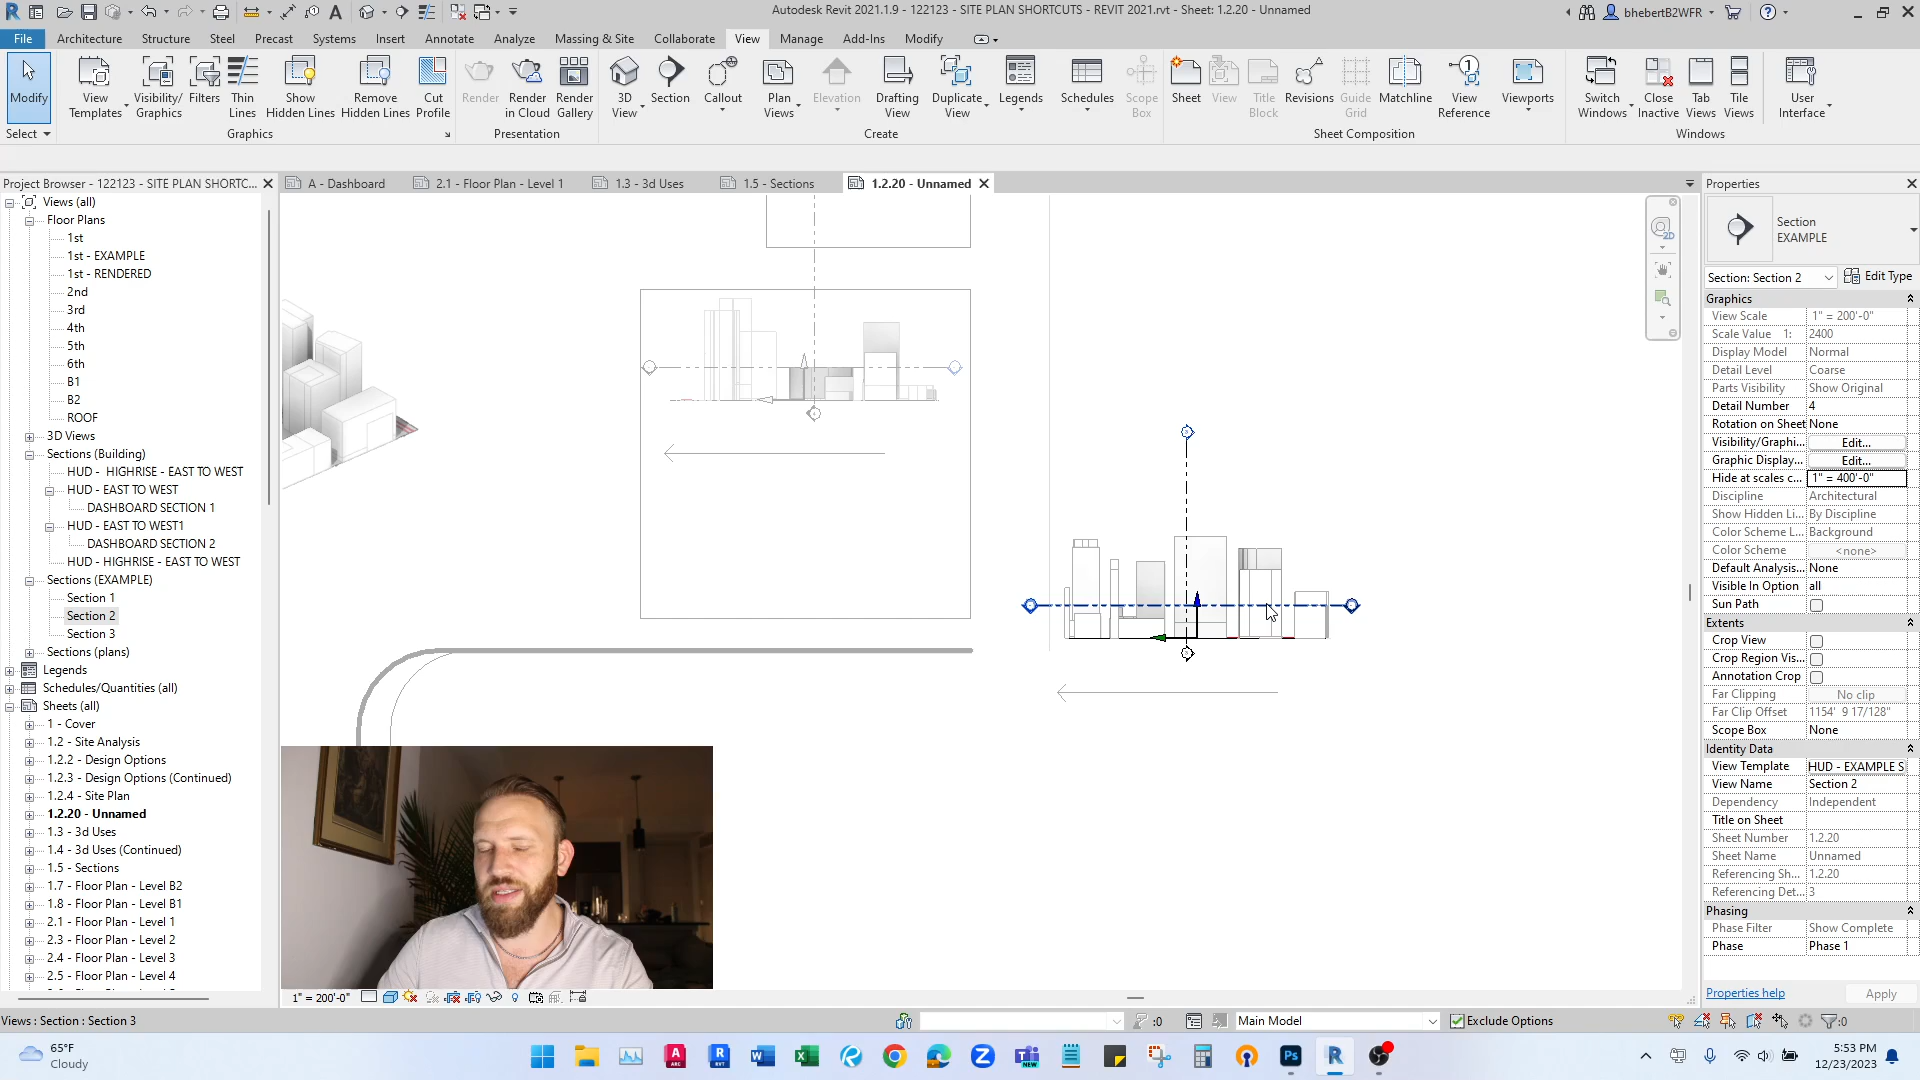 Autodesk Revit 2021.1.9 - 122123 - SITE PLAN SHORTCUTS - REVIT 2021.rvt - Sheet: 1.2.20 - Unnamed
bhebertB2WFR
File Architecture Structure Steel Precast Systems Insert Annotate Analyze Massing & Site Collaborate View Manage Add-Ins Modify
Modify
View Templates
Visibility/ Graphics
Filters
Thin Lines
Show Hidden Lines
Remove Hidden Lines
Cut Profile
Render
Render in Cloud
Render Gallery
3D View
Section
Callout
Plan Views
Elevation
Drafting View
Duplicate View
Legends
Schedules
Scope Box
Sheet
View
Title Block
Revisions
Guide Grid
Matchline
View Reference
Viewports
Switch Windows
Close Inactive
Tab Views
Tile Views
User Interface
Select Graphics Presentation Create Sheet Composition Windows
Project Browser - 122123 - SITE PLAN SHORTC...
A - Dashboard
2.1 - Floor Plan - Level 1
1.3 - 3d Uses
1.5 - Sections
1.2.20 - Unnamed
Views (all)
Floor Plans
1st
1st - EXAMPLE
1st - RENDERED
2nd
3rd
4th
5th
6th
B1
B2
ROOF
3D Views
Sections (Building)
HUD - HIGHRISE - EAST TO WEST
HUD - EAST TO WEST
DASHBOARD SECTION 1
HUD - EAST TO WEST1
DASHBOARD SECTION 2
HUD - HIGHRISE - EAST TO WEST
Sections (EXAMPLE)
Section 1
Section 2
Section 3
Sections (plans)
Legends
Schedules/Quantities (all)
Sheets (all)
1 - Cover
1.2 - Site Analysis
1.2.2 - Design Options
1.2.3 - Design Options (Continued)
1.2.4 - Site Plan
1.2.20 - Unnamed
1.3 - 3d Uses
1.4 - 3d Uses (Continued)
1.5 - Sections
1.7 - Floor Plan - Level B2
1.8 - Floor Plan - Level B1
2.1 - Floor Plan - Level 1
2.3 - Floor Plan - Level 2
2.4 - Floor Plan - Level 3
2.5 - Floor Plan - Level 4
2D
Properties
Section
EXAMPLE
Section: Section 2 Edit Type
Graphics
View Scale 1" = 200'-0"
Scale Value 1: 2400
Display Model Normal
Detail Level Coarse
Parts Visibility Show Original
Detail Number 4
Rotation on Sheet None
Visibility/Graphi... Edit...
Graphic Display... Edit...
Hide at scales c... 1" = 400'-0"
Discipline Architectural
Show Hidden Li... By Discipline
Color Scheme L... Background
Color Scheme <none>
Default Analysis... None
Visible In Option all
Sun Path
Extents
Crop View
Crop Region Vis...
Annotation Crop
Far Clipping No clip
Far Clip Offset 1154' 9 17/128"
Scope Box None
Identity Data
View Template HUD - EXAMPLE S
View Name Section 2
Dependency Independent
Title on Sheet
Sheet Number 1.2.20
Sheet Name Unnamed
Referencing Sh... 1.2.20
Referencing Det... 3
Phasing
Phase Filter Show Complete
Phase Phase 1
Properties help Apply
1" = 200'-0"
Views : Section : Section 3
:0
Main Model
Exclude Options
:0
65°F
Cloudy
5:53 PM
12/23/2023